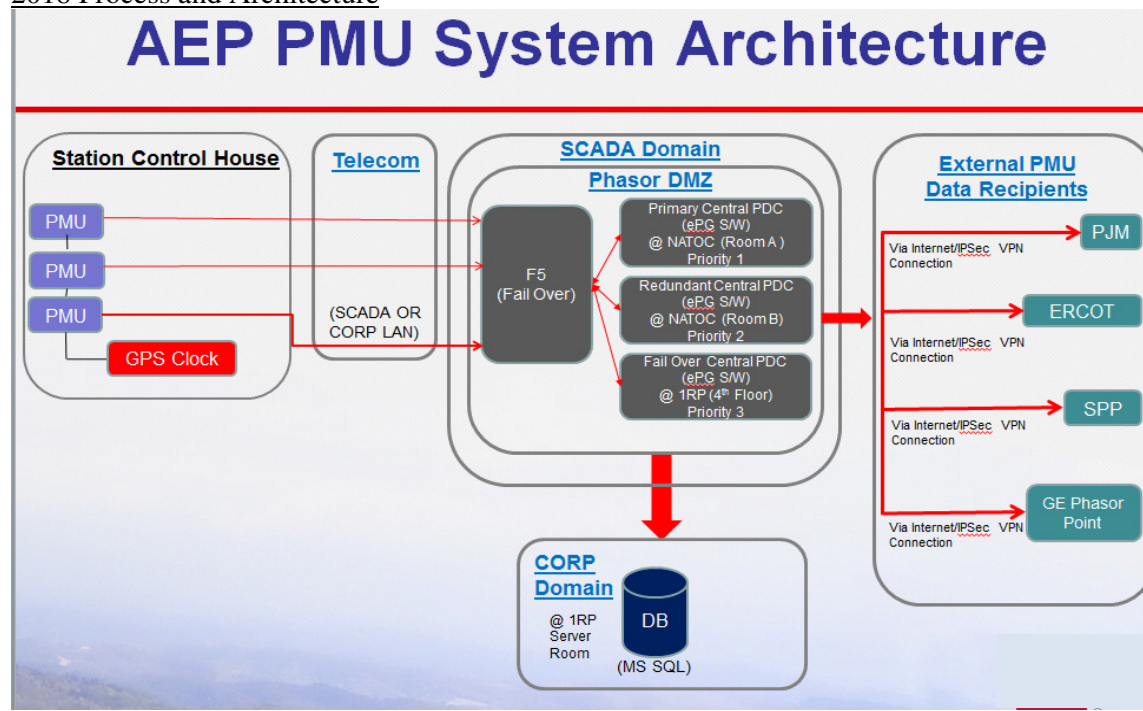 2018 Process and Architecture
AEP PMU System Architecture
Station Control House
PMU
PMU
PMU
GPS Clock
Telecom
(SCADA OR
CORP LAN)
SCADA Domain
Phasor DMZ
F5
(Fail Over)
Primary Central PDC
(ePG S/W)
@ NATOC (Room A )
Priority 1
Redundant Central PDC
(ePG S/W)
@ NATOC (Room B)
Priority 2
Fail Over Central PDC
(ePG S/W)
@ 1RP (4th Floor)
Priority 3
External PMU
Data Recipients
PJM
Via Internet/IPSec VPN
Connection
ERCOT
Via Internet/IPSec VPN
Connection
SPP
Via Internet/IPSec VPN
Connection
GE Phasor
Point
Via Internet/IPSec VPN
Connection
CORP
Domain
@ 1RP
Server
Room
DB
(MS SQL)